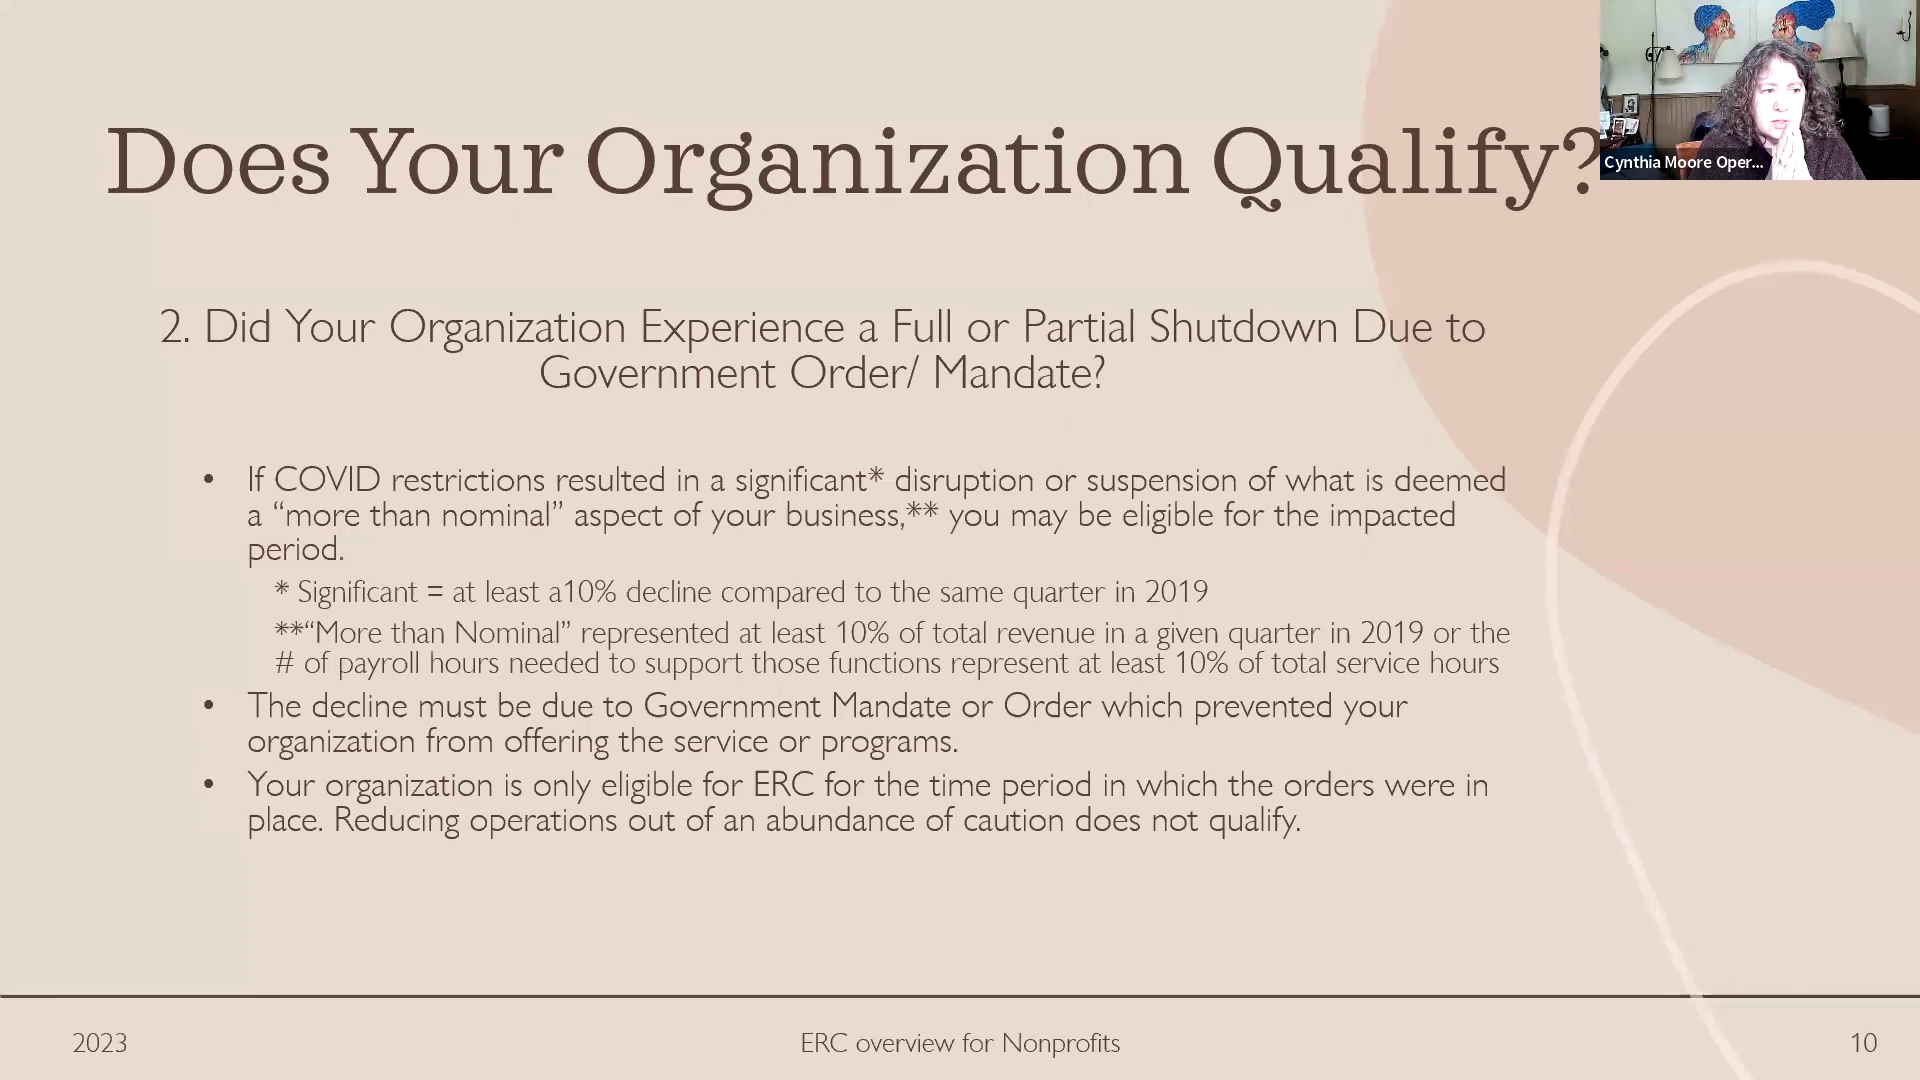 Does Your Organization Qualify?
Cynthia Moore Oper...
2. Did Your Organization Experience a Full or Partial Shutdown Due to
Government Order/ Mandate?
• If COVID restrictions resulted in a significant* disruption or suspension of what is deemed
a “more than nominal” aspect of your business,** you may be eligible for the impacted
period.
* Significant = at least a10% decline compared to the same quarter in 2019
**“More than Nominal” represented at least 10% of total revenue in a given quarter in 2019 or the
# of payroll hours needed to support those functions represent at least 10% of total service hours
• The decline must be due to Government Mandate or Order which prevented your
organization from offering the service or programs.
• Your organization is only eligible for ERC for the time period in which the orders were in
place. Reducing operations out of an abundance of caution does not qualify.
2023
ERC overview for Nonprofits
10